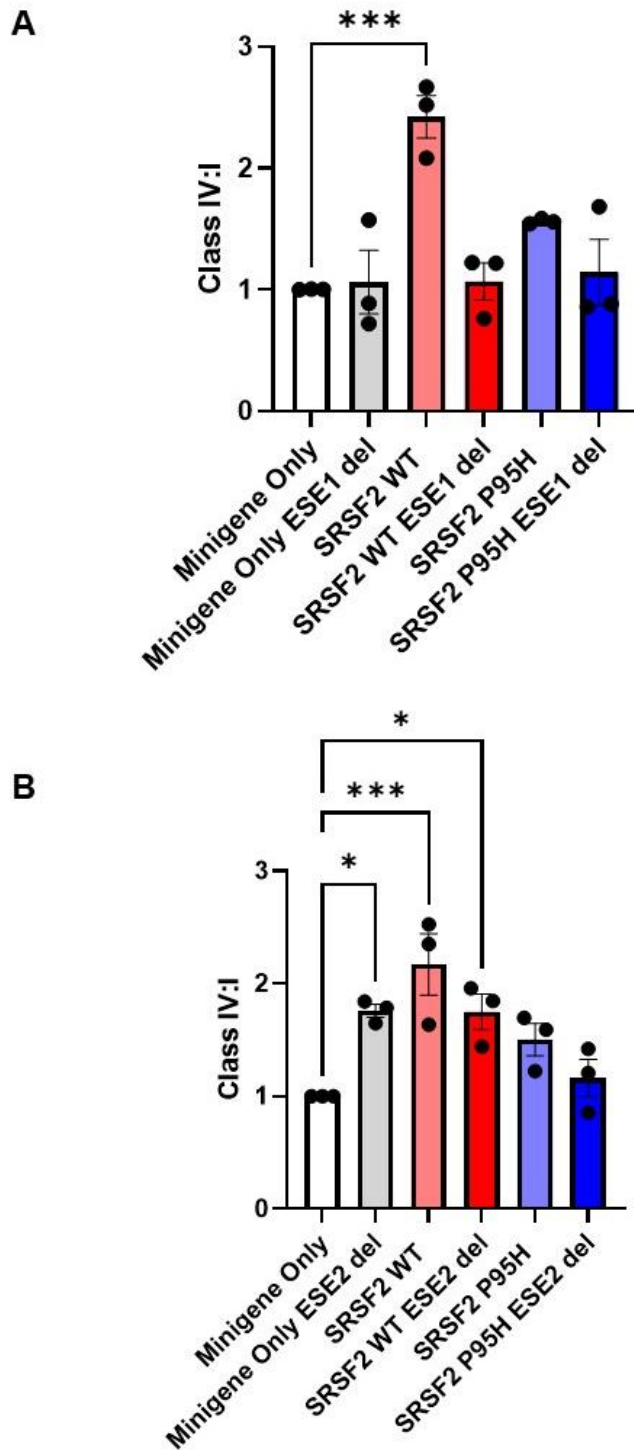 A
***
3
2
1
0
Class IV:I
Minigene Only
Minigene Only ESE1 del
SRSF2 WT
SRSF2 WT ESE1 del
SRSF2 P95H
SRSF2 P95H ESE1 del
B
*
***
*
3
2
1
0
Class IV:I
Minigene Only
Minigene Only ESE2 del
SRSF2 WT
SRSF2 WT ESE2 del
SRSF2 P95H
SRSF2 P95H ESE2 del